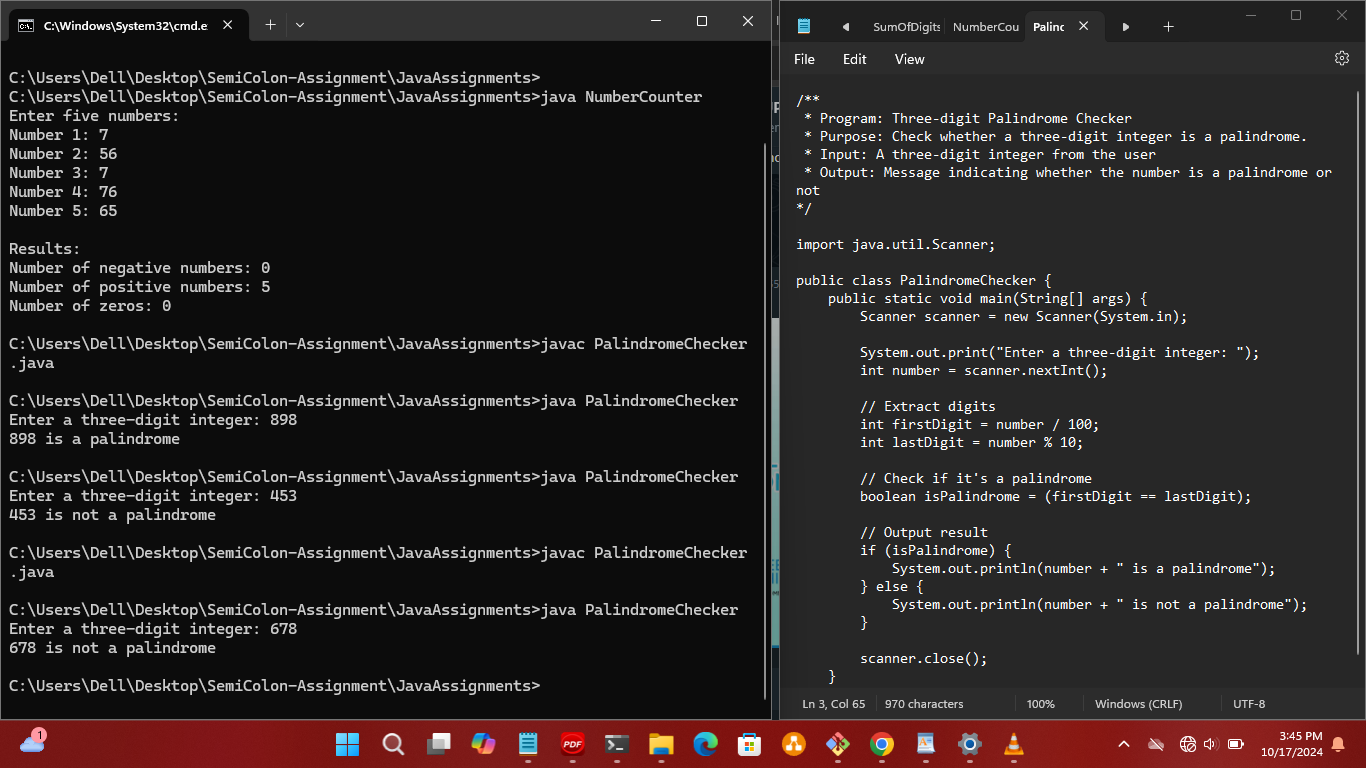 C:\Windows\System32\cmd.e
C:\Users\Dell\Desktop\SemiColon-Assignment\JavaAssignments>
C:\Users\Dell\Desktop\SemiColon-Assignment\JavaAssignments>java NumberCounter
Enter five numbers:
Number 1: 7
Number 2: 56
Number 3: 7
Number 4: 76
Number 5: 65
Results:
Number of negative numbers: 0
Number of positive numbers: 5
Number of zeros: 0
C:\Users\Dell\Desktop\SemiColon-Assignment\JavaAssignments>javac PalindromeChecker
.java
C:\Users\Dell\Desktop\SemiColon-Assignment\JavaAssignments>java PalindromeChecker
Enter a three-digit integer: 898
898 is a palindrome
C:\Users\Dell\Desktop\SemiColon-Assignment\JavaAssignments>java PalindromeChecker
Enter a three-digit integer: 453
453 is not a palindrome
C:\Users\Dell\Desktop\SemiColon-Assignment\JavaAssignments>javac PalindromeChecker
.java
C:\Users\Dell\Desktop\SemiColon-Assignment\JavaAssignments>java PalindromeChecker
Enter a three-digit integer: 678
678 is not a palindrome
C:\Users\Dell\Desktop\SemiColon-Assignment\JavaAssignments>
SumOfDigits NumberCou Palinc
File Edit View
/**
* Program: Three-digit Palindrome Checker
* Purpose: Check whether a three-digit integer is a palindrome.
* Input: A three-digit integer from the user
* Output: Message indicating whether the number is a palindrome or
not
*/
import java.util.Scanner;
public class PalindromeChecker {
public static void main(String[] args) {
Scanner scanner = new Scanner(System.in);
System.out.print("Enter a three-digit integer: ");
int number = scanner.nextInt();
// Extract digits
int firstDigit = number / 100;
int lastDigit = number % 10;
// Check if it's a palindrome
boolean isPalindrome = (firstDigit == lastDigit);
// Output result
if (isPalindrome) {
System.out.println(number + " is a palindrome");
} else {
System.out.println(number + " is not a palindrome");
}
scanner.close();
}
Ln 3, Col 65 970 characters 100% Windows (CRLF) UTF-8
1
PDF
3:45 PM
10/17/2024